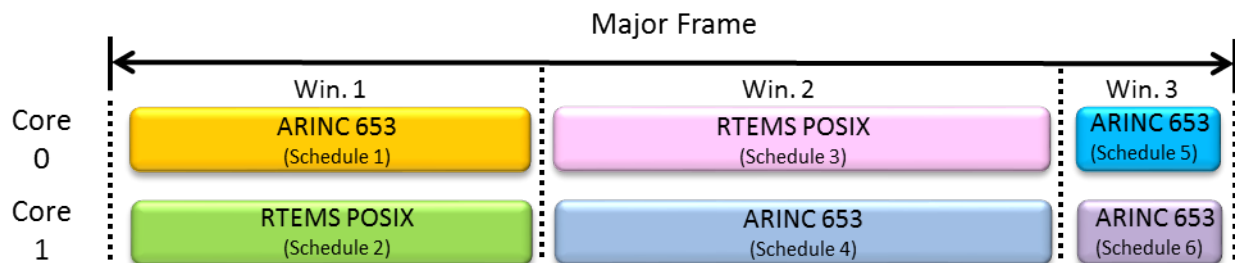 Major Frame
Win. 1
Win. 2
Win. 3
Core
0
ARINC 653
(Schedule 1)
RTEMS POSIX
(Schedule 3)
ARINC 653
(Schedule 5)
Core
1
RTEMS POSIX
(Schedule 2)
ARINC 653
(Schedule 4)
ARINC 653
(Schedule 6)